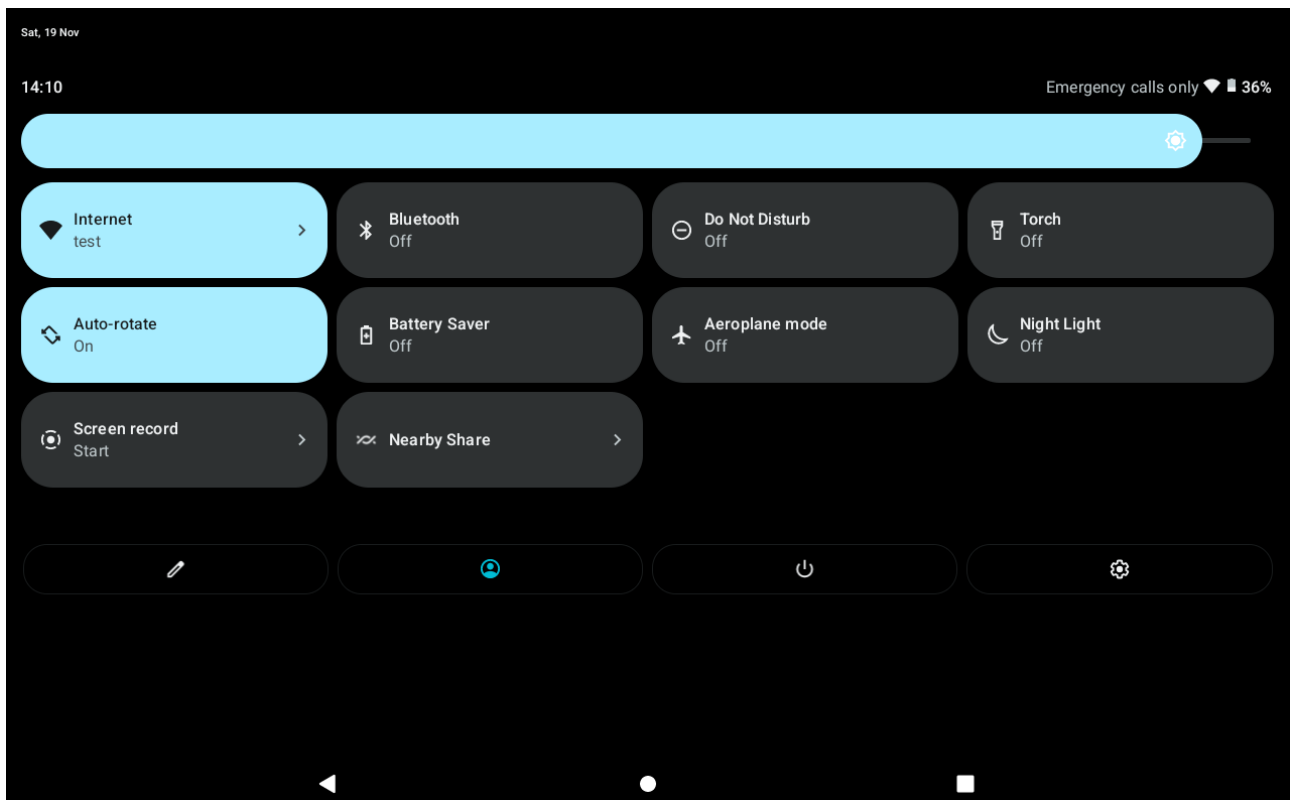 Sat, 19 Nov
14:10
Emergency calls only 36%
Internet
test
Bluetooth
Off
Do Not Disturb
Off
Torch
Off
Auto-rotate
On
Battery Saver
Off
Aeroplane mode
Off
Night Light
Off
Screen record
Start
Nearby Share